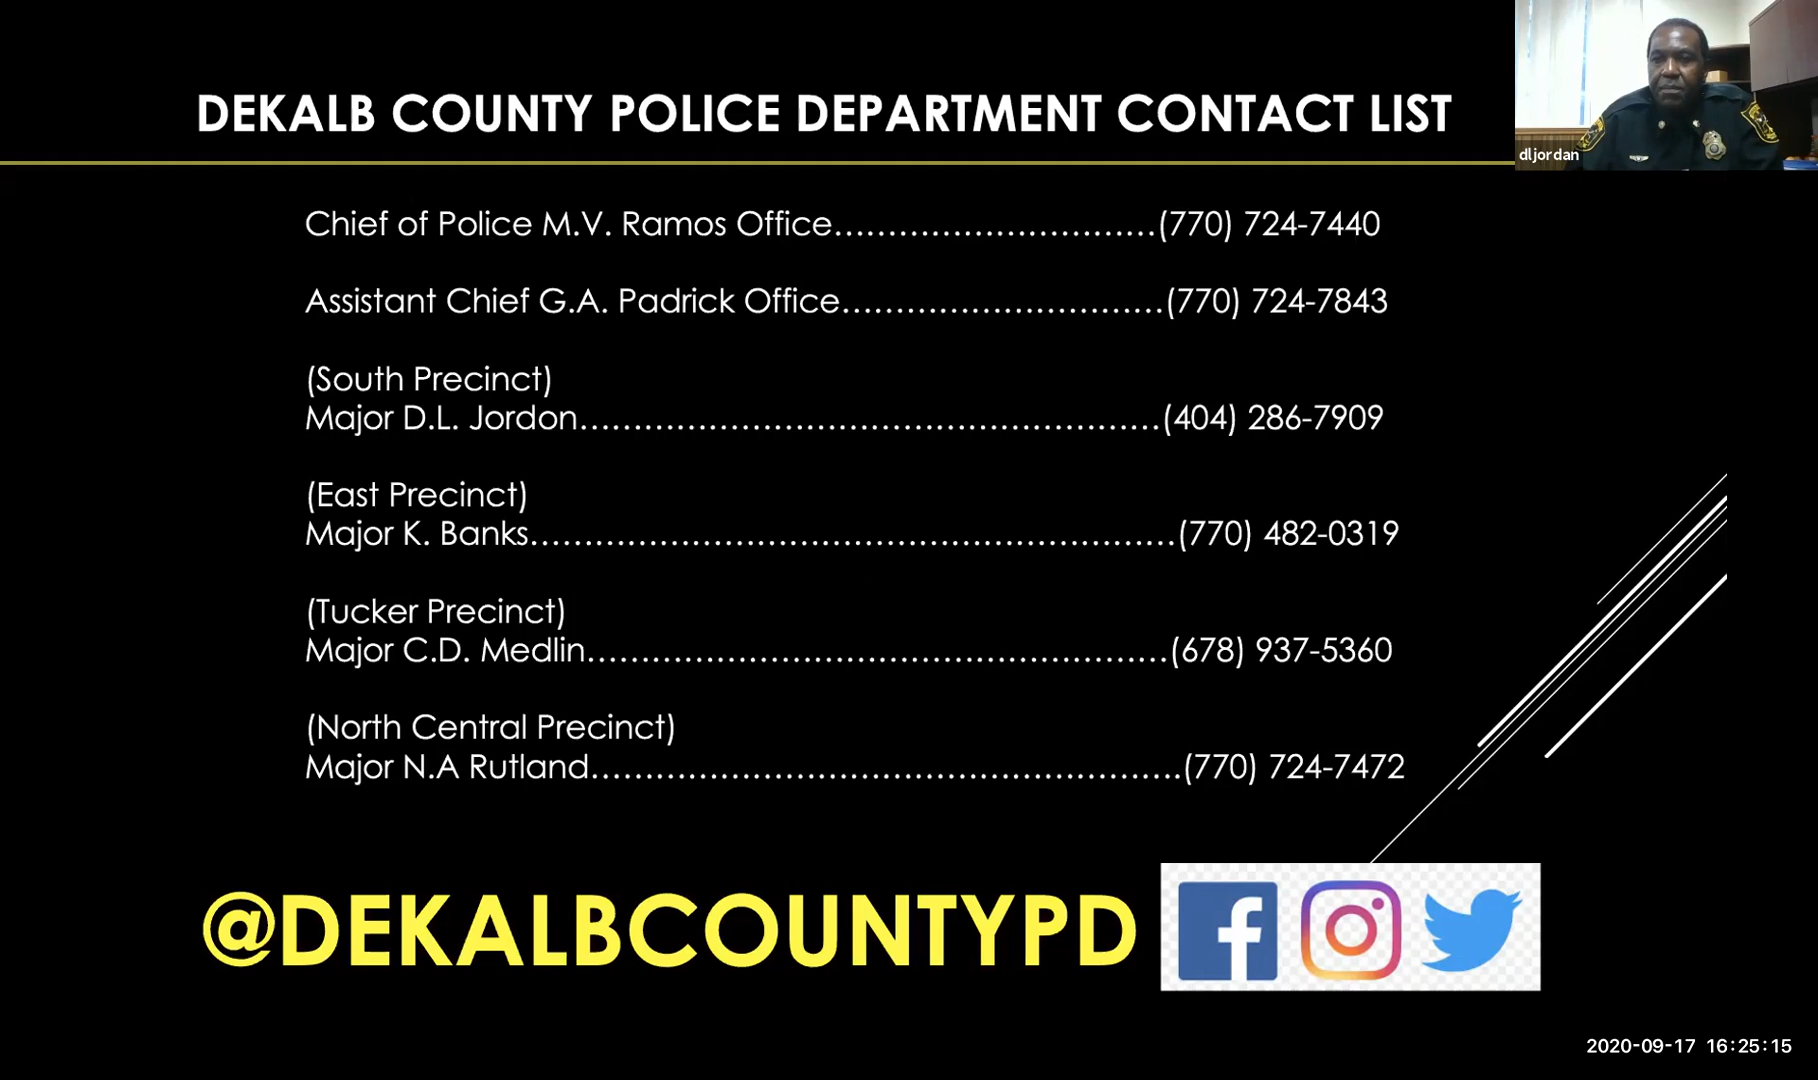 DEKALB COUNTY POLICE DEPARTMENT CONTACT LIST
dljordan
Chief of Police M.V. Ramos Office..............................(770) 724-7440
Assistant Chief G.A. Padrick Office..............................(770) 724-7843
(South Precinct)
Major D.L. Jordon......................................................(404) 286-7909
(East Precinct)
Major K. Banks............................................................(770) 482-0319
(Tucker Precinct)
Major C.D. Medlin......................................................(678) 937-5360
(North Central Precinct)
Major N.A Rutland.......................................................(770) 724-7472
@DEKALBCOUNTYPD
2020-09-17 16:25:15